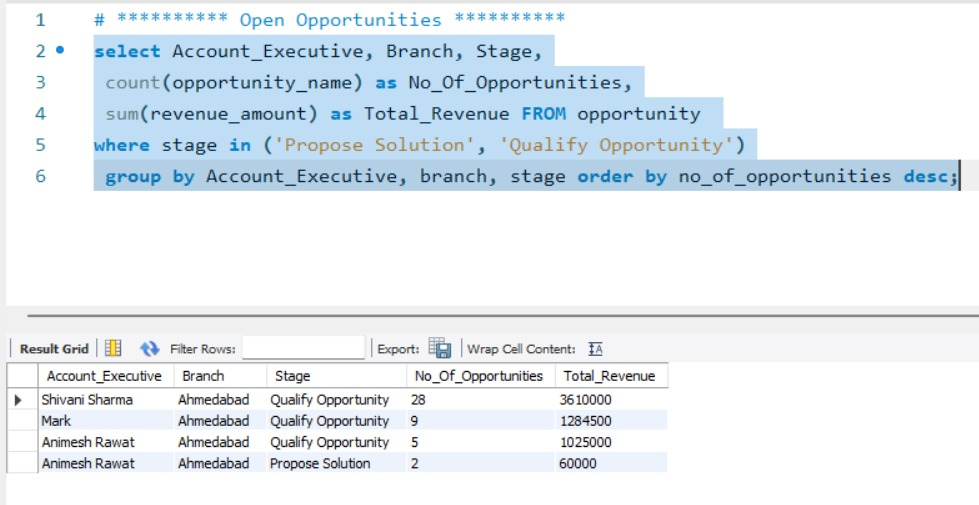 1 # ********** Open Opportunities **********
2 select Account_Executive, Branch, Stage,
3 count(opportunity_name) as No_Of_Opportunities,
4 sum(revenue_amount) as Total_Revenue FROM opportunity
5 where stage in ('Propose Solution', 'Qualify Opportunity')
6 group by Account_Executive, branch, stage order by no_of_opportunities desc;
Result Grid Filter Rows: Export: Wrap Cell Content: IA
Account_Executive Branch Stage No_Of_Opportunities Total_Revenue
Shivani Sharma Ahmedabad Qualify Opportunity 28 3610000
Mark Ahmedabad Qualify Opportunity 9 1284500
Animesh Rawat Ahmedabad Qualify Opportunity 5 1025000
Animesh Rawat Ahmedabad Propose Solution 2 60000